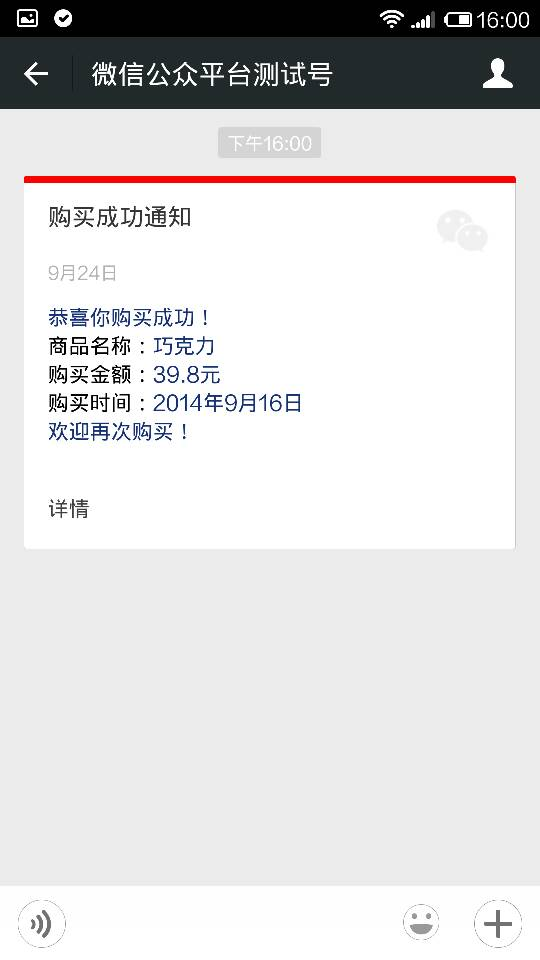 16:00
微信公众平台测试号
下午16:00
购买成功通知
9月24日
恭喜你购买成功！
商品名称：巧克力
购买金额：39.8元
购买时间：2014年9月16日
欢迎再次购买！
详情